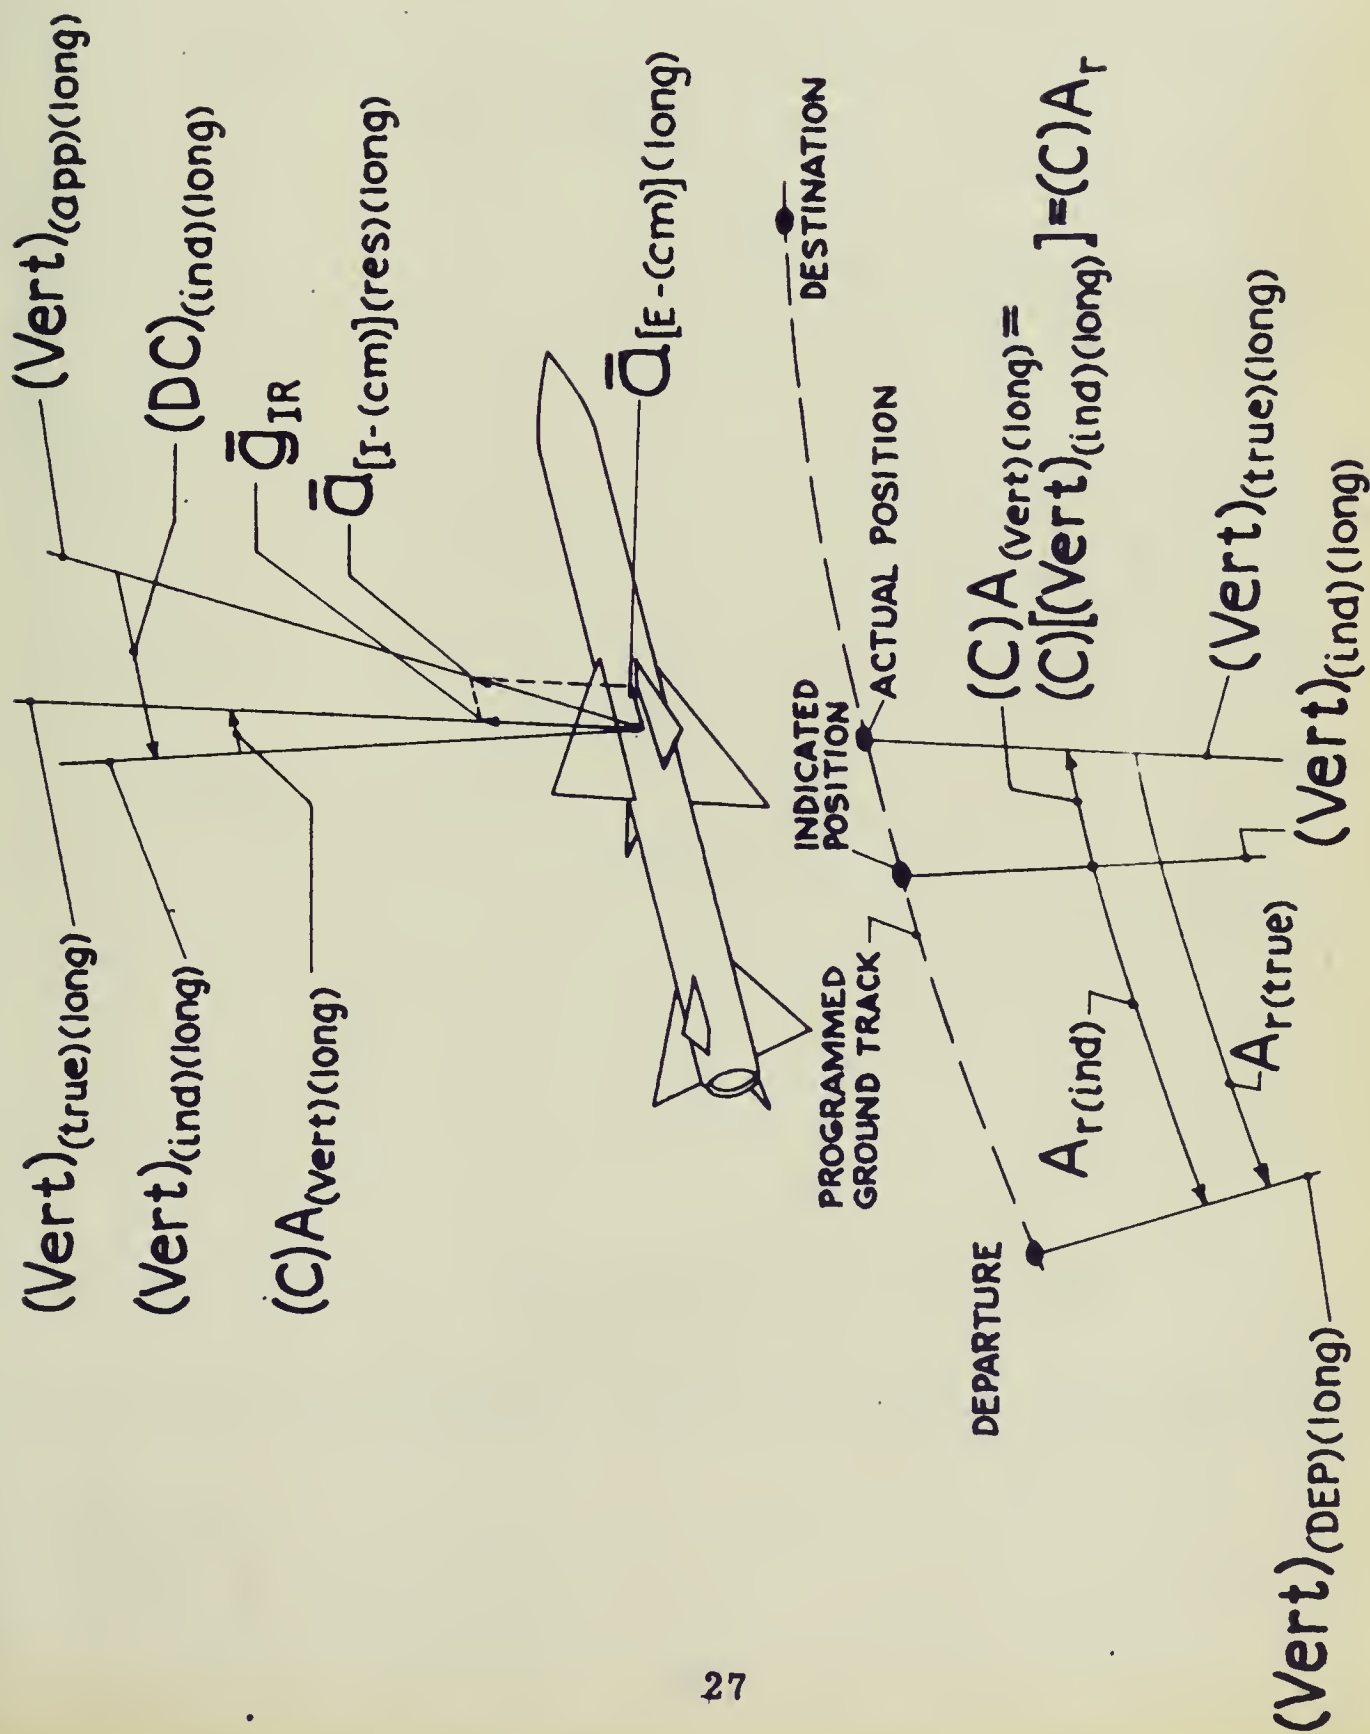 (Vert)(true)(long)
(Vert)(app)(long)
(Vert)(ind)(long)
(DC)(ind)(long)
(C)A(Vert)(long)
g̅IR
a̅[I-(cm)](res)(long)
a̅[E-(cm)](long)
DESTINATION
PROGRAMMED
GROUND TRACK
INDICATED
POSITION
ACTUAL POSITION
DEPARTURE
(C)A(Vert)(long)=
(C)[(Vert)(ind)(long)]=(C)Ar
Ar(ind)
Ar(true)
(Vert)(true)(long)
(Vert)(ind)(long)
(Vert)(DEP)(long)
27